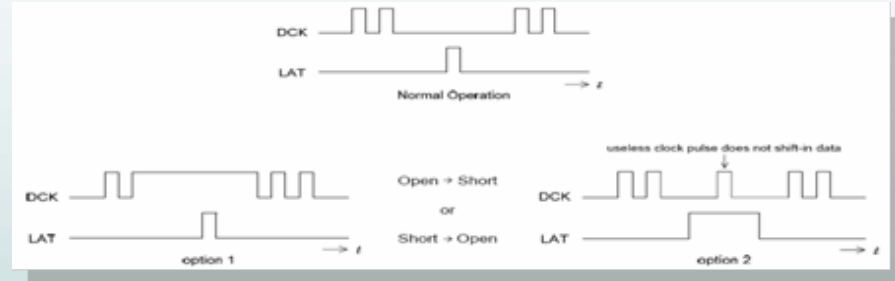 DCK
LAT
t
Normal Operation
useless clock pulse does not shift-in data
DCK
LAT
t
option 1
Open → Short
or
Short → Open
DCK
LAT
t
option 2